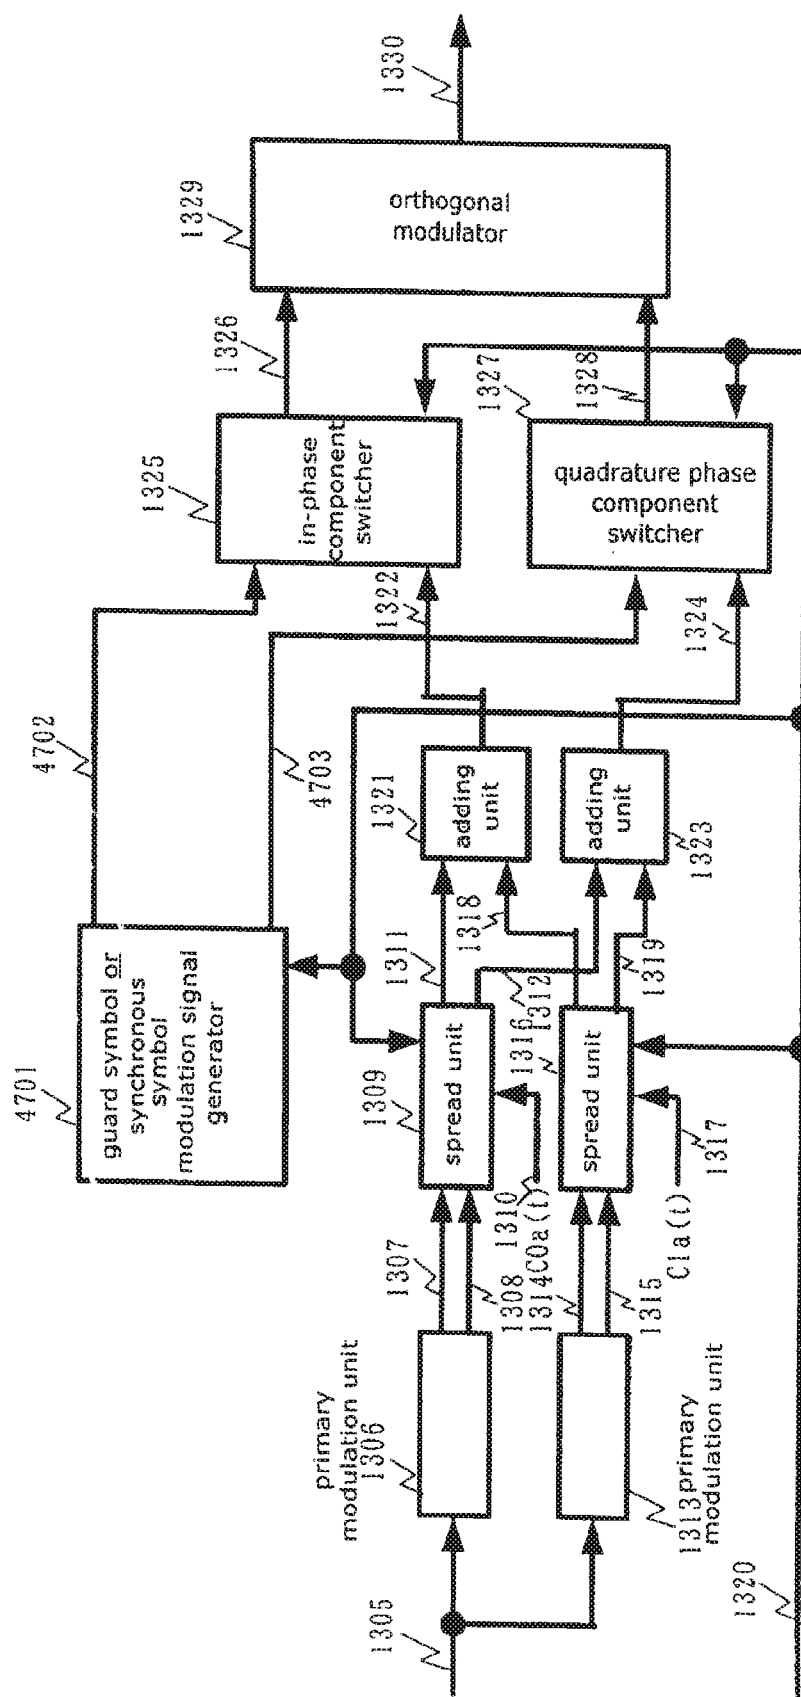 1330
1329
orthogonal
modulator
1326
1328
1327
1325
in-phase
component
switcher
quadrature phase
component
switcher
1322
1324
4702
4703
1321
adding
unit
adding
unit
1323
1318
1319
1311
1312
4701
guard symbol or
synchronous
symbol
modulation signal
generator
1309
spread unit
1316
spread unit
1310
C0a(t)
1317
C1a(t)
1307
1308
1314
1315
primary
modulation unit
1306
1313
primary
modulation unit
1305
1320